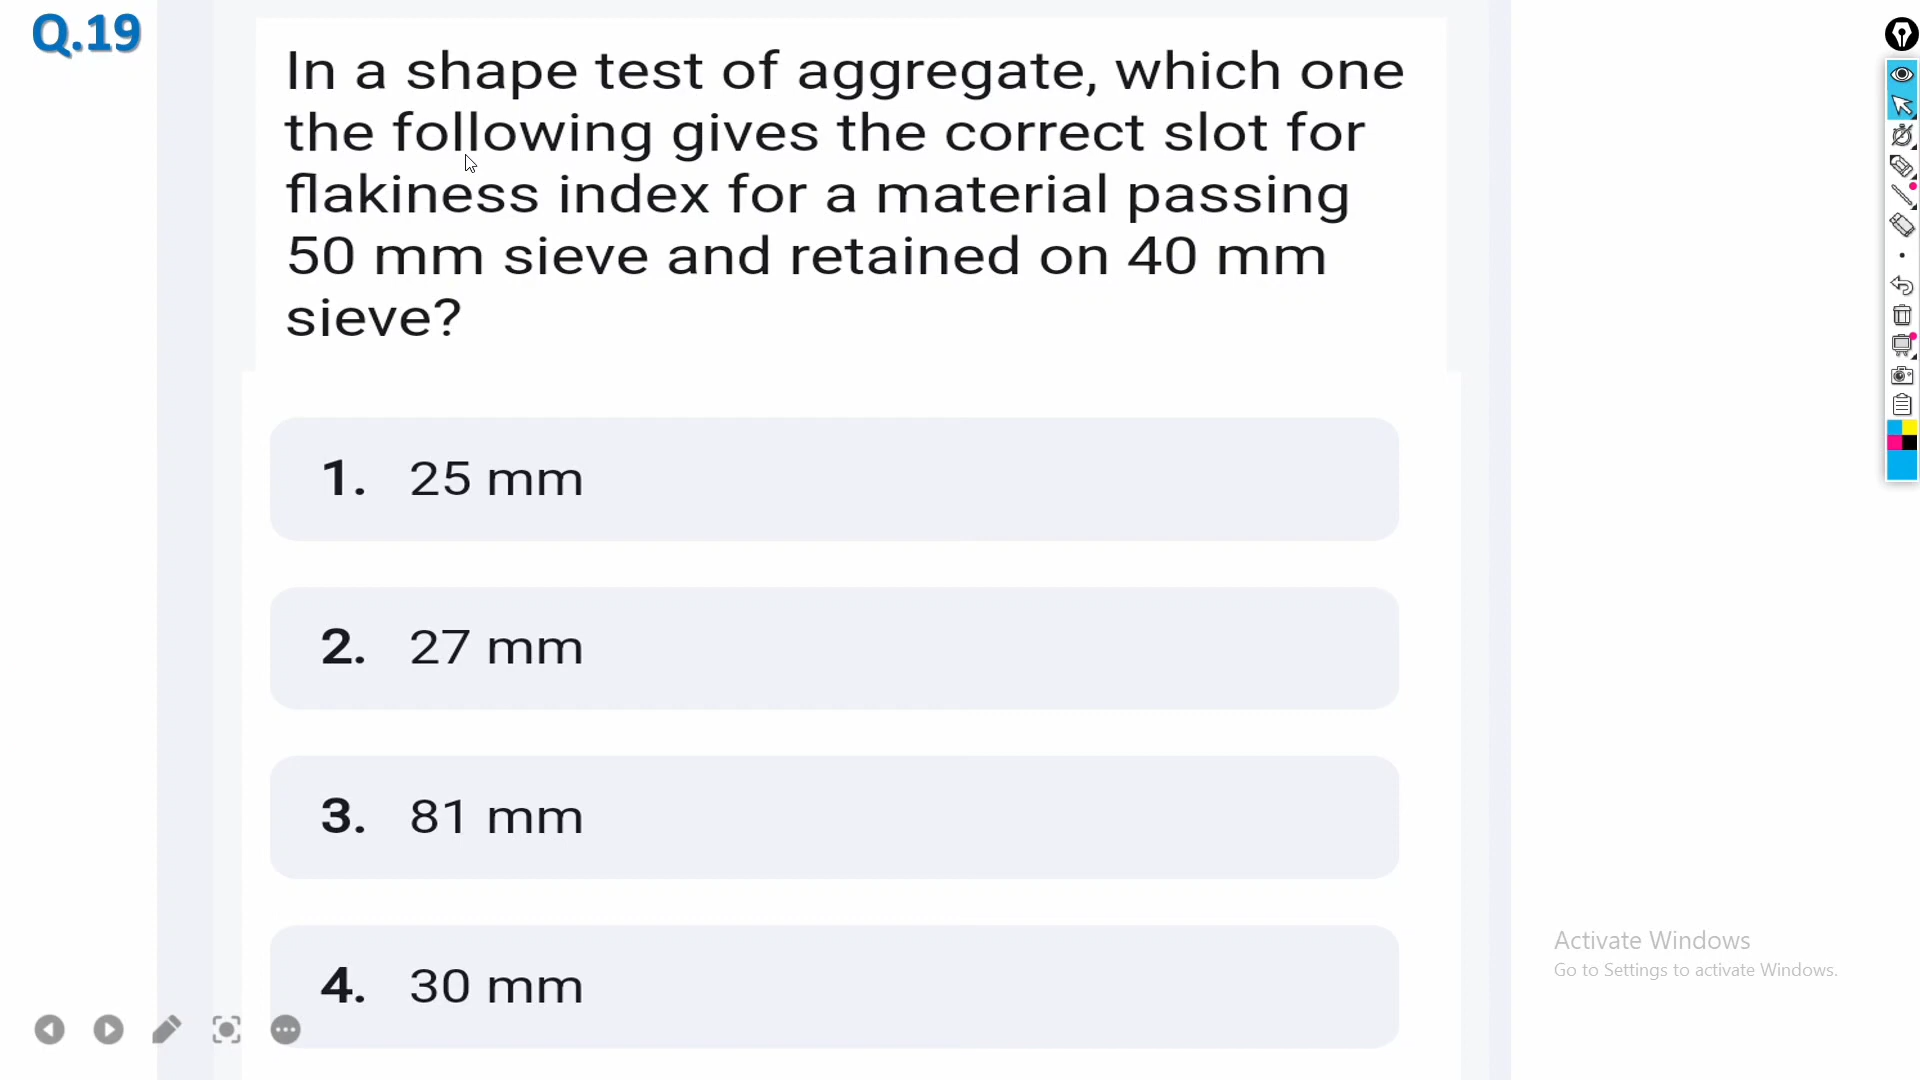 Q.19
In a shape test of aggregate, which one
the following gives the correct slot for
flakiness index for a material passing
50 mm sieve and retained on 40 mm
sieve?
1. 25 mm
2. 27 mm
3. 81 mm
4. 30 mm
Activate Windows
Go to Settings to activate Windows.